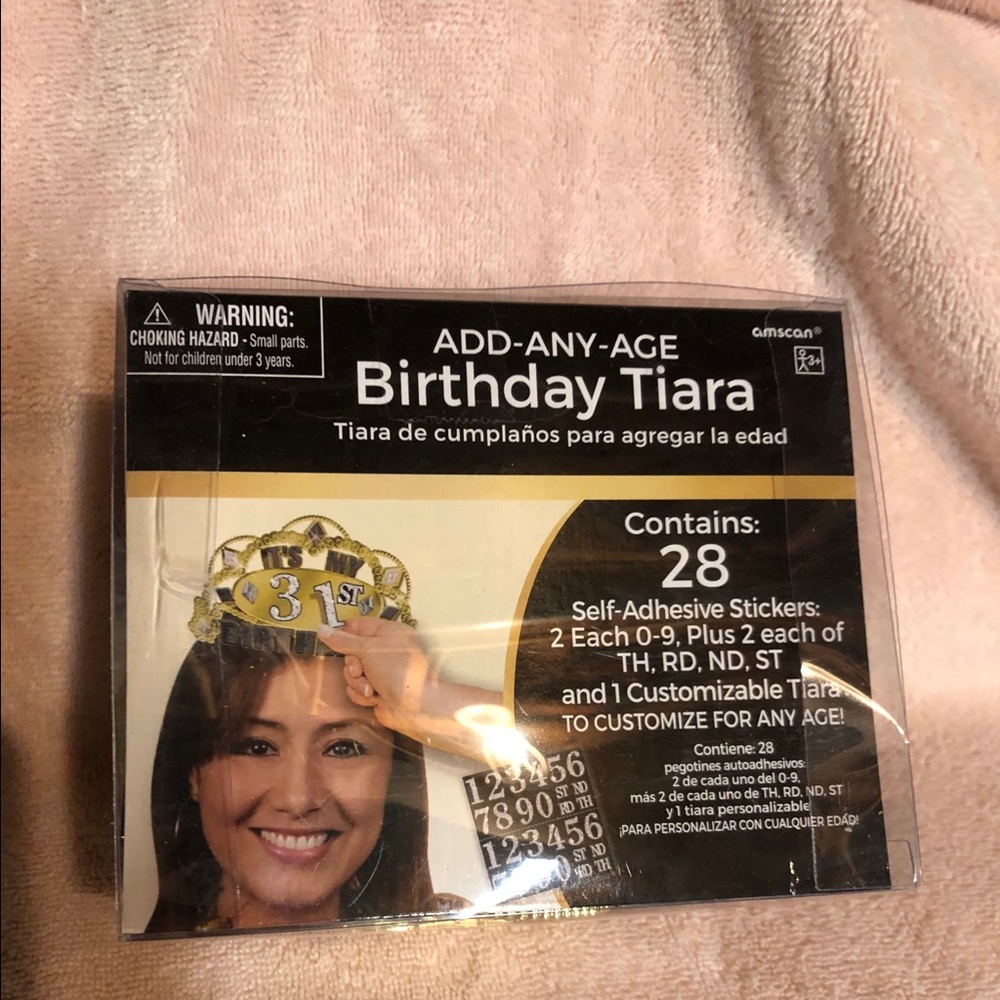 WARNING:
CHOKING HAZARD - Small parts.
Not for children under 3 years.
amscan®
3+
ADD-ANY-AGE
Birthday Tiara
Tiara de cumplaños para agregar la edad
IT'S MY
31ST
Contains:
28
Self-Adhesive Stickers:
2 Each 0-9, Plus 2 each of
TH, RD, ND, ST
and 1 Customizable Tiara
TO CUSTOMIZE FOR ANY AGE!
Contiene: 28
pegotines autoadhesivos:
2 de cada uno del 0-9,
más 2 de cada uno de TH, RD, ND, ST
y 1 tiara personalizable
¡PARA PERSONALIZAR CON CUALQUIER EDAD!
123456
7890 ST ND
RD TH
123456
0 ST ND
RD TH